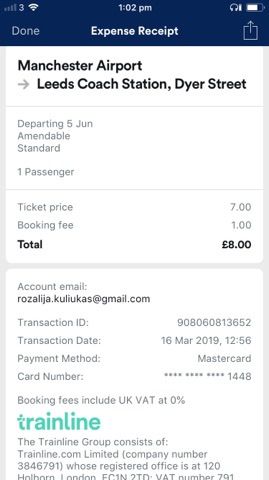 3 1:02 pm
Done Expense Receipt
Manchester Airport
→ Leeds Coach Station, Dyer Street
Departing 5 Jun
Amendable
Standard
1 Passenger
Ticket price 7.00
Booking fee 1.00
Total £8.00
Account email:
rozalija.kuliukas@gmail.com
Transaction ID: 908060813652
Transaction Date: 16 Mar 2019, 12:56
Payment Method: Mastercard
Card Number: **** **** **** 1448
Booking fees include UK VAT at 0%
trainline
The Trainline Group consists of:
Trainline.com Limited (company number
3846791) whose registered office is at 120
Holborn, London, EC1N 2TD; VAT number 791